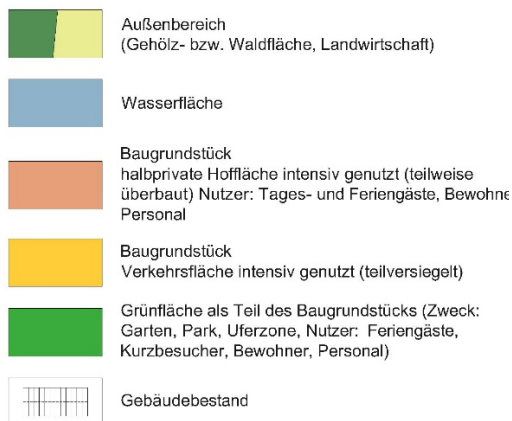 Außenbereich
(Gehölz- bzw. Waldfläche, Landwirtschaft)
Wasserfläche
Baugrundstück
halbprivate Hoffläche intensiv genutzt (teilweise
überbaut) Nutzer: Tages- und Feriengäste, Bewohne
Personal
Baugrundstück
Verkehrsfläche intensiv genutzt (teilversiegelt)
Grünfläche als Teil des Baugrundstücks (Zweck:
Garten, Park, Uferzone, Nutzer: Feriengäste,
Kurzbesucher, Bewohner, Personal)
Gebäudebestand